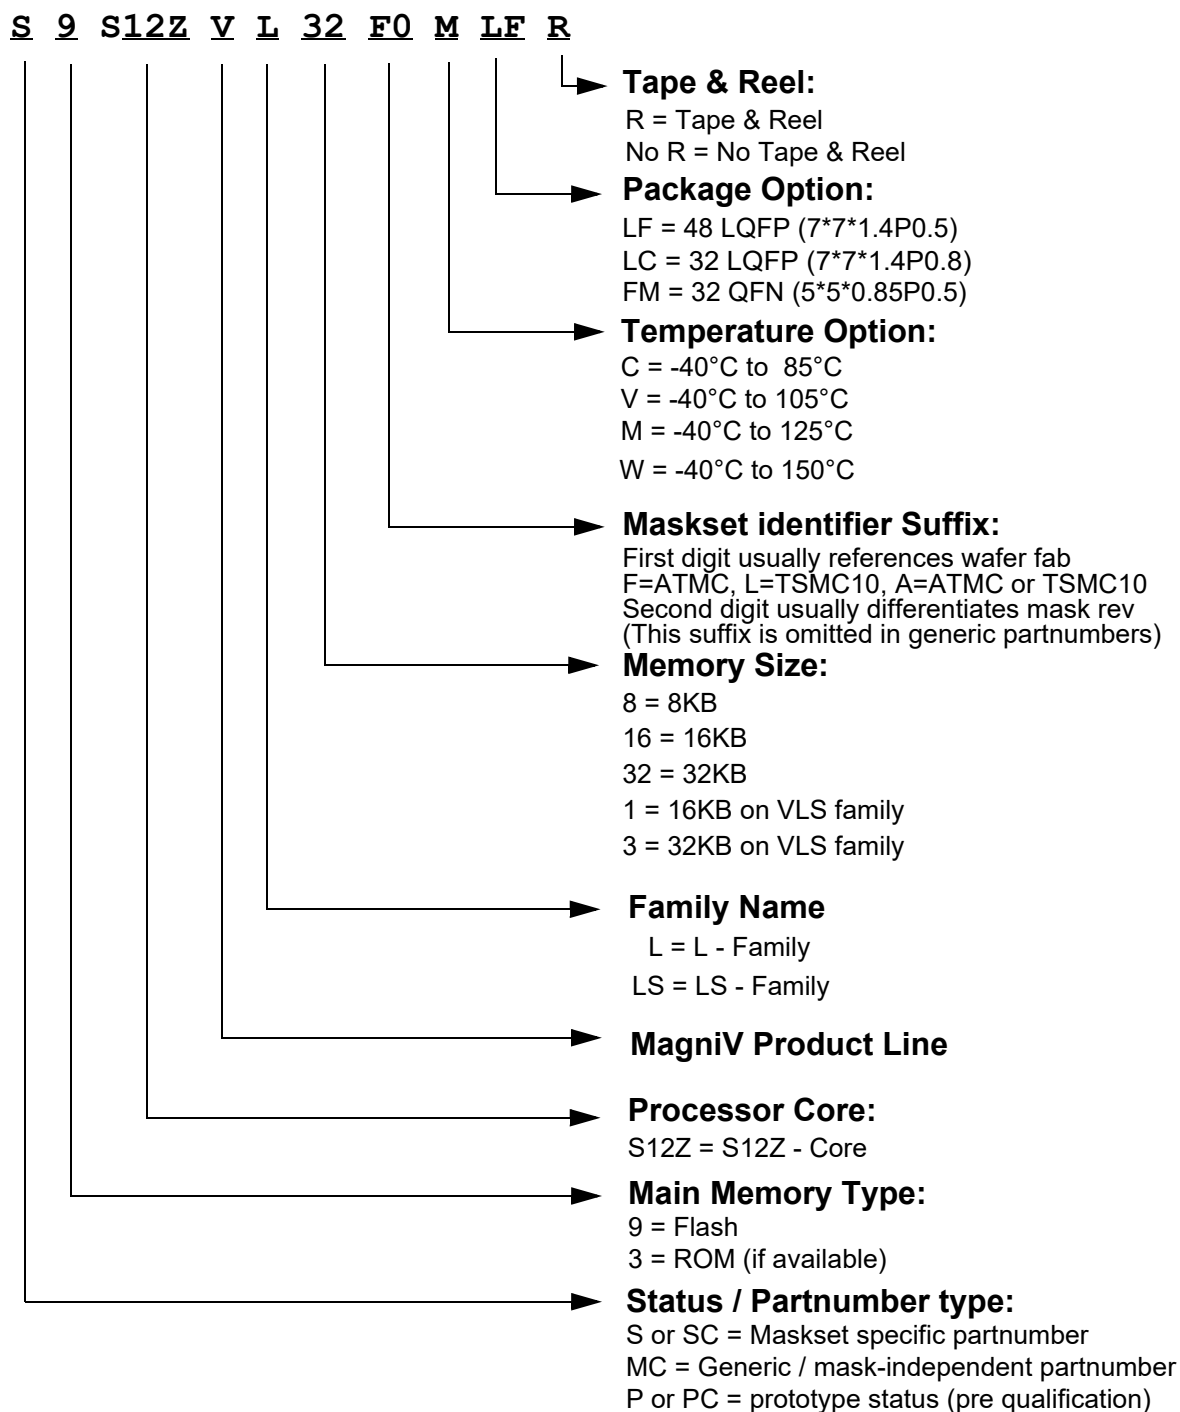 S 9 S12Z V L 32 F0 M LF R
Tape & Reel:
R = Tape & Reel
No R = No Tape & Reel
Package Option:
LF = 48 LQFP (7*7*1.4P0.5)
LC = 32 LQFP (7*7*1.4P0.8)
FM = 32 QFN (5*5*0.85P0.5)
Temperature Option:
C = -40°C to 85°C
V = -40°C to 105°C
M = -40°C to 125°C
W = -40°C to 150°C
Maskset identifier Suffix:
First digit usually references wafer fab
F=ATMC, L=TSMC10, A=ATMC or TSMC10
Second digit usually differentiates mask rev
(This suffix is omitted in generic partnumbers)
Memory Size:
8 = 8KB
16 = 16KB
32 = 32KB
1 = 16KB on VLS family
3 = 32KB on VLS family
Family Name
L = L - Family
LS = LS - Family
MagniV Product Line
Processor Core:
S12Z = S12Z - Core
Main Memory Type:
9 = Flash
3 = ROM (if available)
Status / Partnumber type:
S or SC = Maskset specific partnumber
MC = Generic / mask-independent partnumber
P or PC = prototype status (pre qualification)